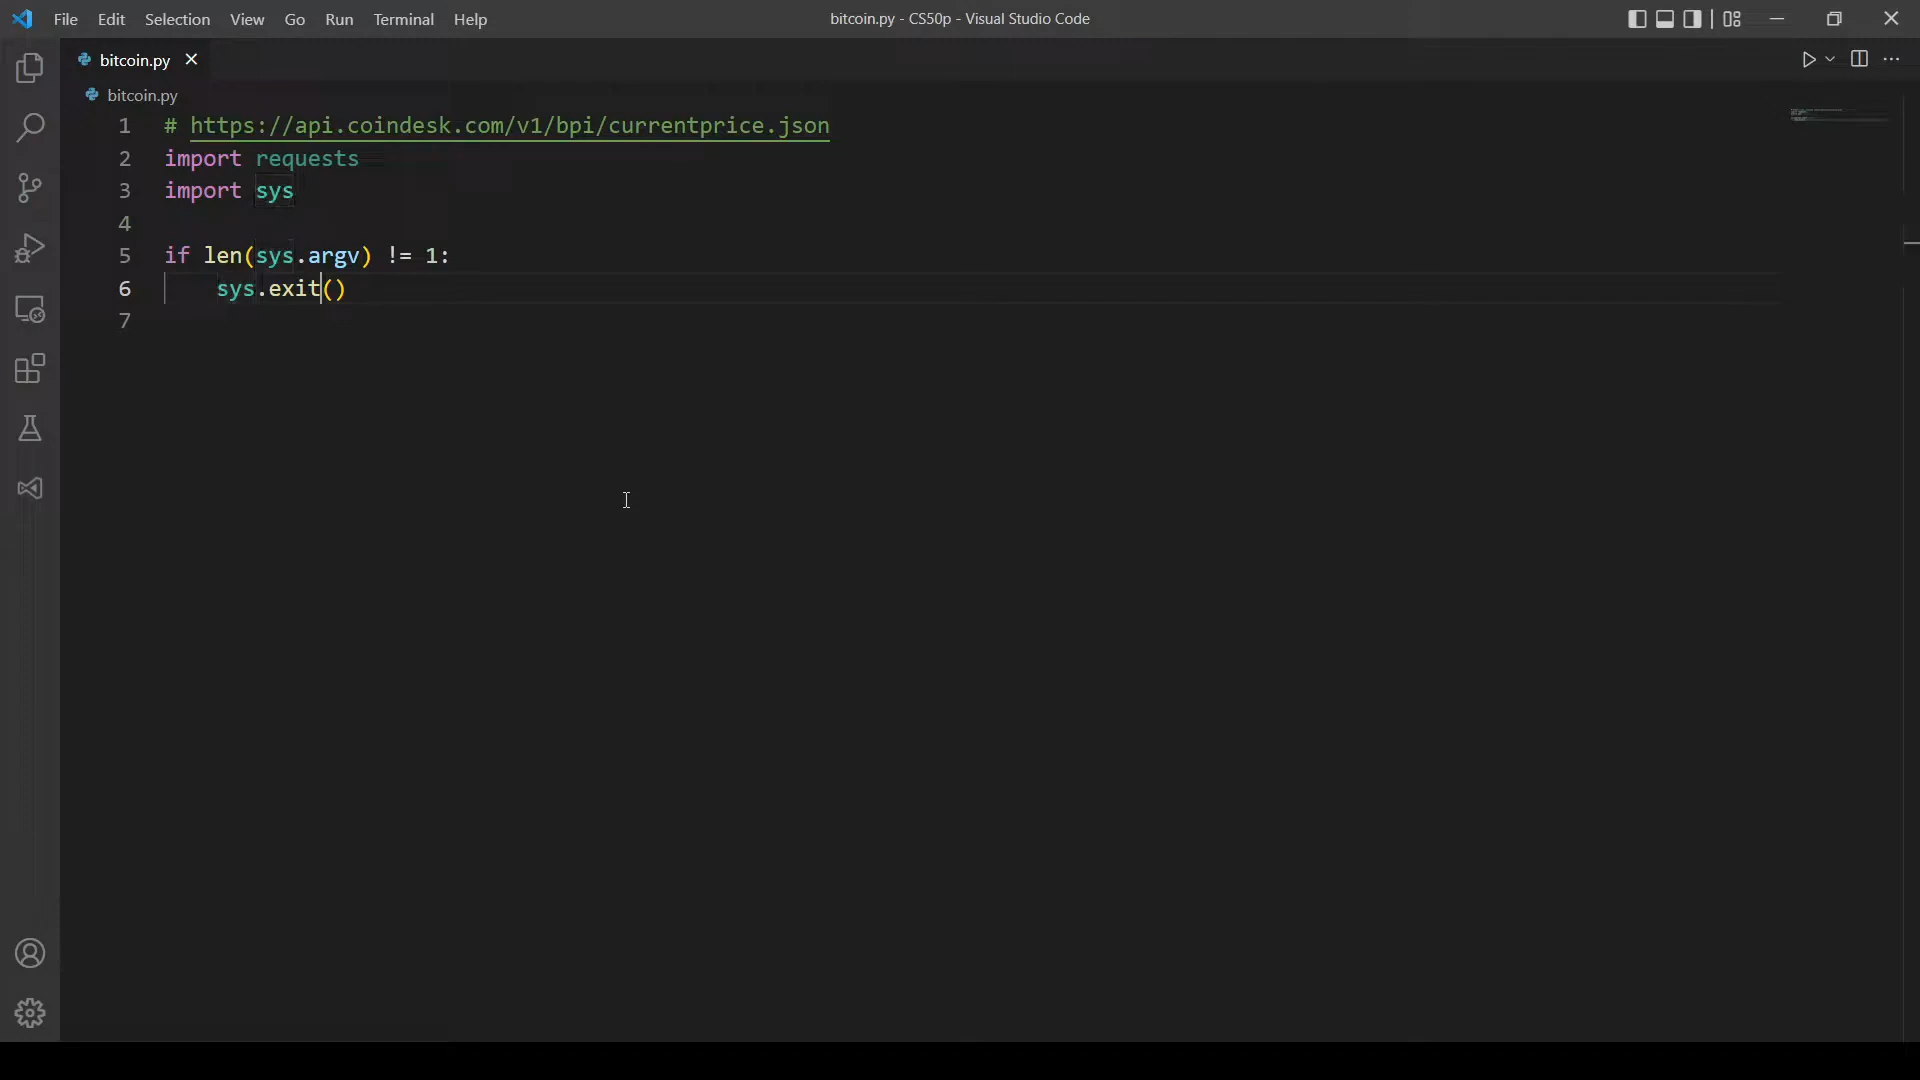 File Edit Selection View Go Run Terminal Help
bitcoin.py - CS50p - Visual Studio Code
bitcoin.py
bitcoin.py
1 # https://api.coindesk.com/v1/bpi/currentprice.json
2 import requests
3 import sys
4
5 if len(sys.argv) != 1:
6 sys.exit()
7